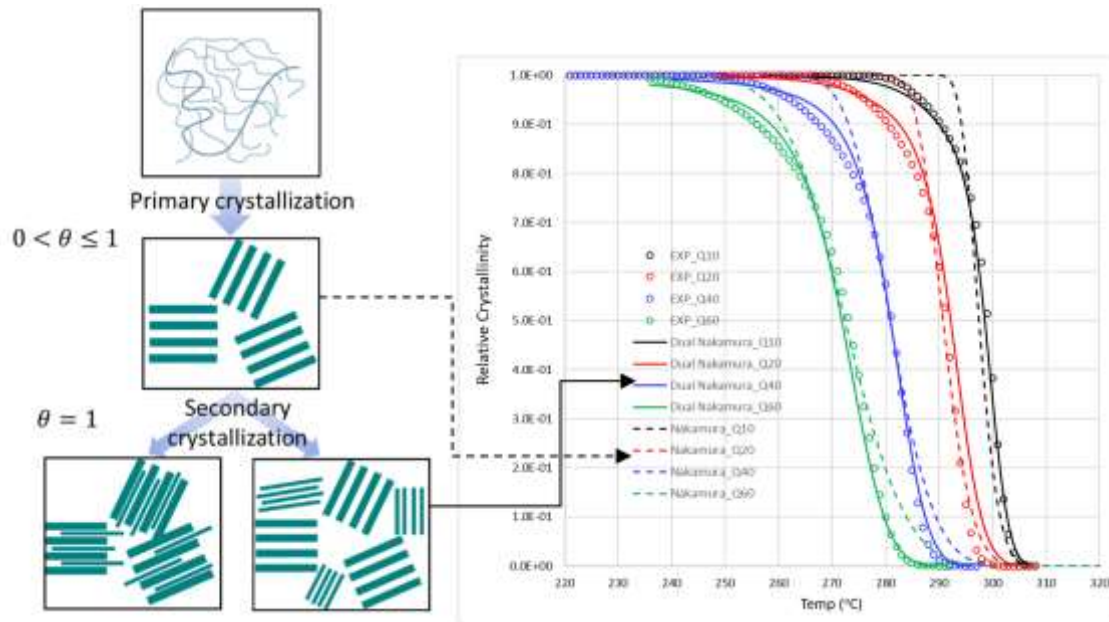 Primary crystallization
0 < θ ≤ 1
Secondary
crystallization
θ = 1
Relative Crystallinity
1.0E+00
9.0E-01
8.0E-01
7.0E-01
6.0E-01
5.0E-01
4.0E-01
3.0E-01
2.0E-01
1.0E-01
0.0E+00
EXP_Q10
EXP_Q20
EXP_Q40
EXP_Q60
Dual Nakamura_Q10
Dual Nakamura_Q20
Dual Nakamura_Q40
Dual Nakamura_Q60
Nakamura_Q10
Nakamura_Q20
Nakamura_Q40
Nakamura_Q60
220 230 240 250 260 270 280 290 300 310 320
Temp (°C)